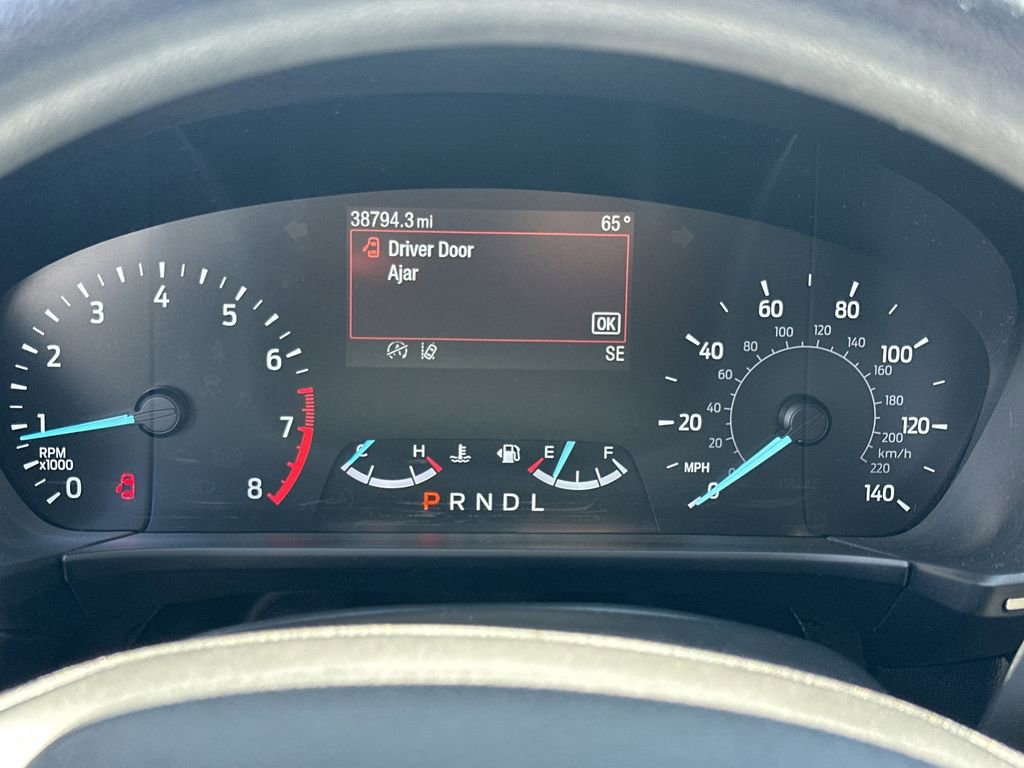 38794.3 mi 65°
Driver Door
Ajar
OK
SE
0 1 2 3 4 5 6 7 8
RPM
x1000
C H
E F
P R N D L
0 20 40 60 80 100 120 140
MPH
0 20 40 60 80 100 120 140 160 180 200 220
km/h